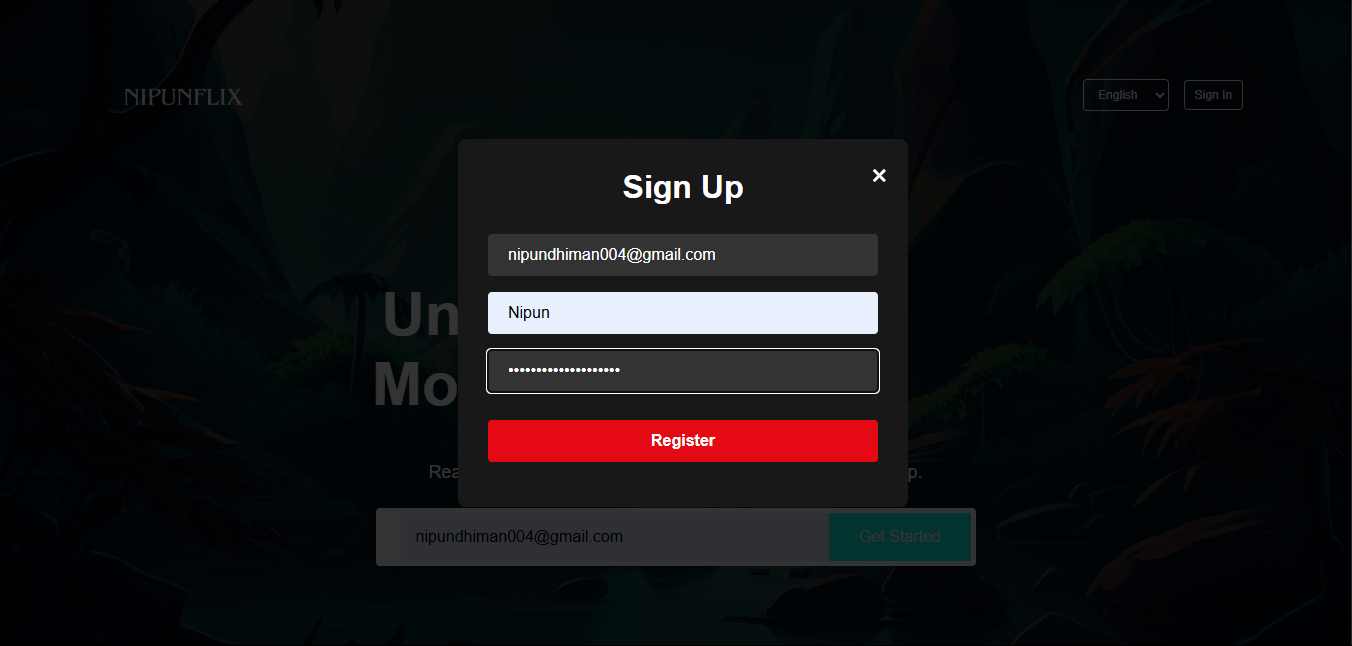 NIPUNFLIX
English
Sign In
Sign Up
×
nipundhiman004@gmail.com
Nipun
••••••••••••••••••••
Register
Un
Mo
Rea
p.
nipundhiman004@gmail.com
Get Started